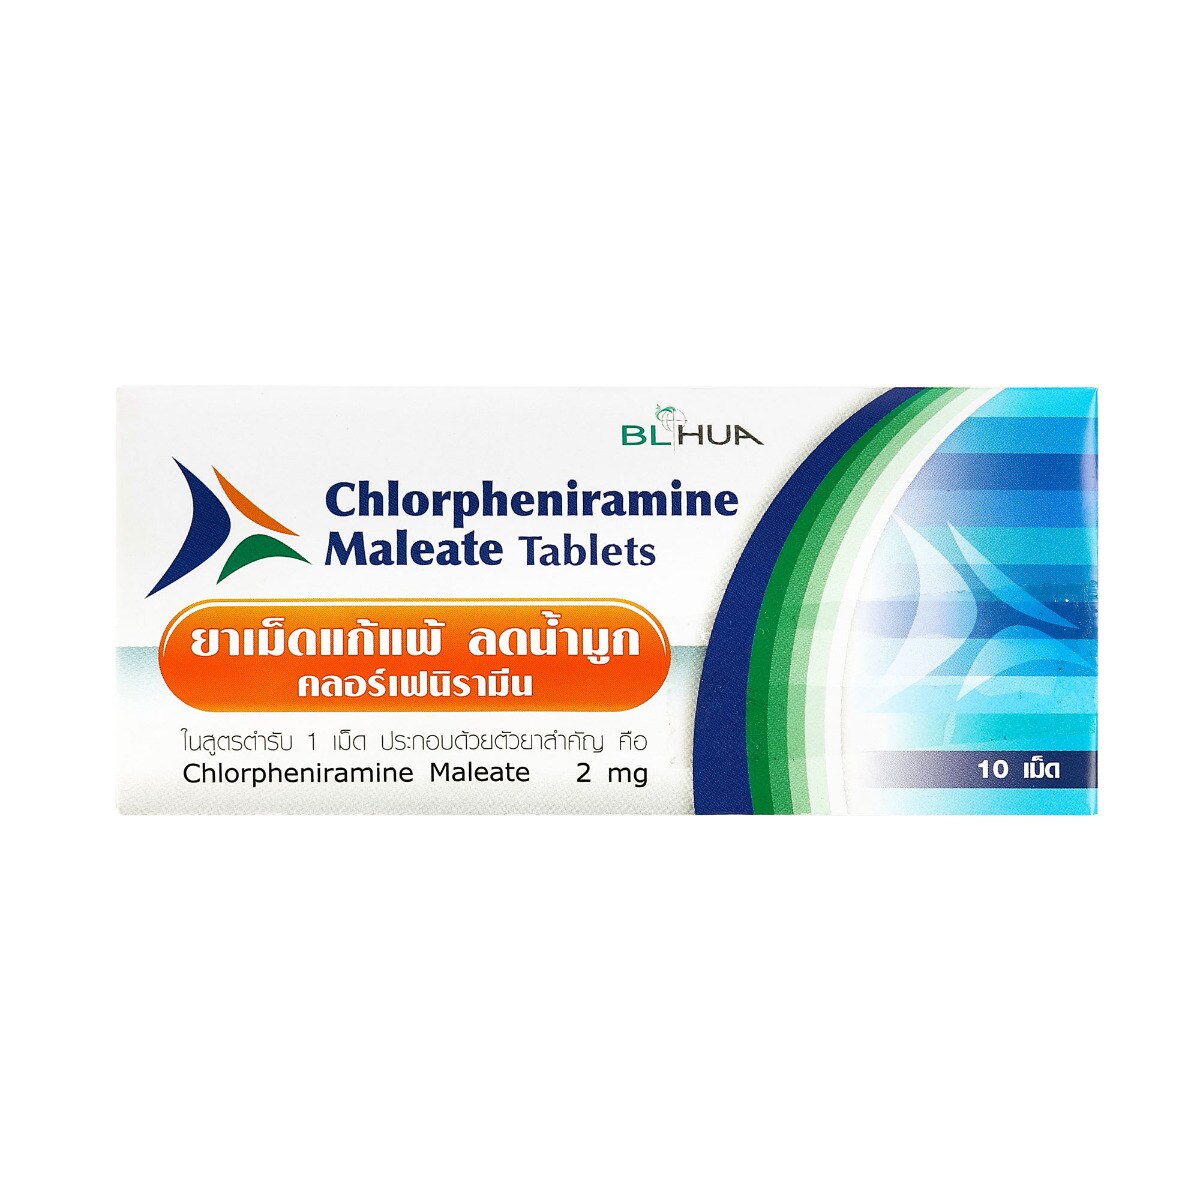 BLHUA
Chlorpheniramine
Maleate Tablets
ยาเม็ดแก้แพ้ ลดน้ำมูก
คลอร์เฟนิรามีน
ในสูตรตำรับ 1 เม็ด ประกอบด้วยตัวยาสำคัญ คือ
Chlorpheniramine Maleate 2 mg
10 เม็ด